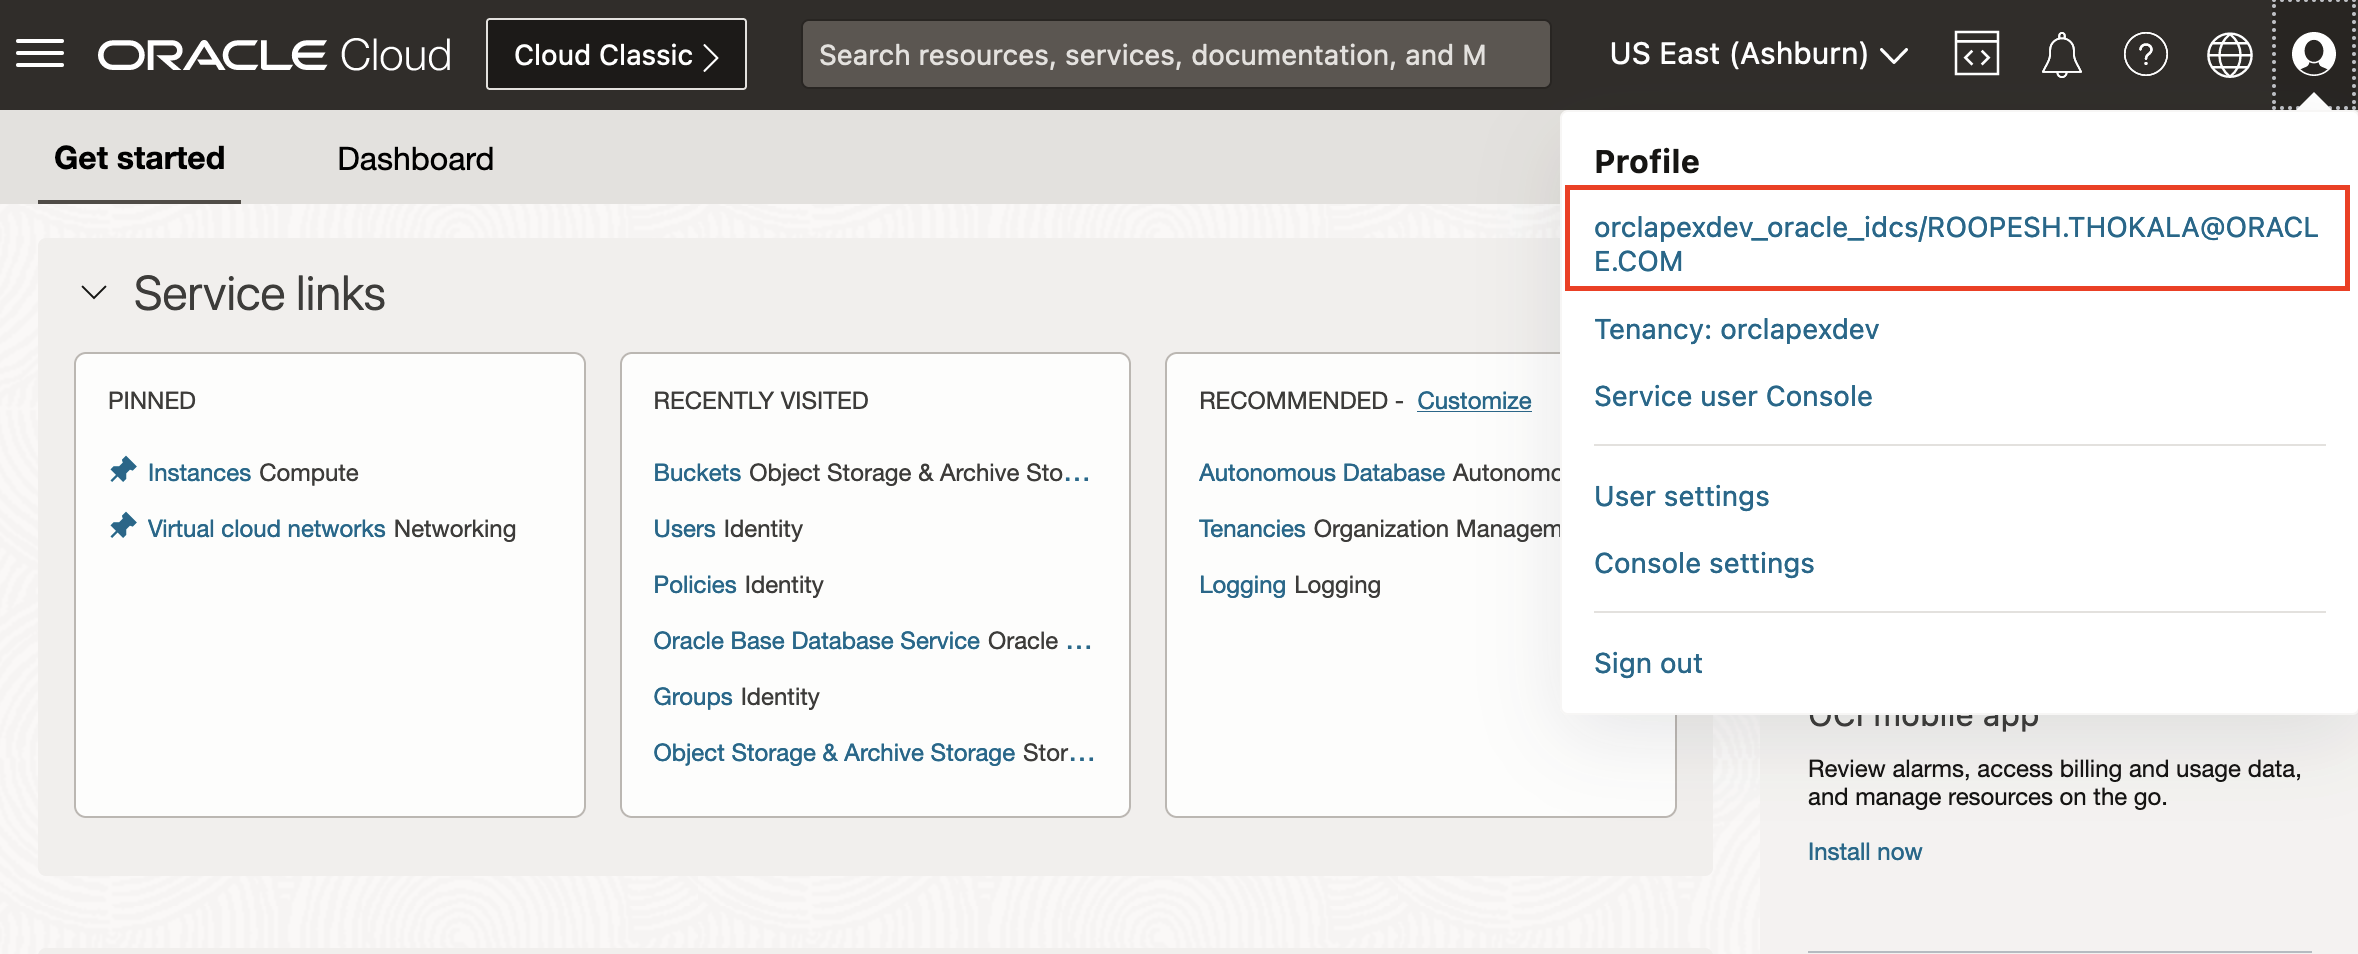 ORACLE Cloud
Cloud Classic
Search resources, services, documentation, and M
US East (Ashburn)
Get started
Dashboard
Profile
orclapexdev_oracle_idcs/ROOPESH.THOKALA@ORACL
E.COM
Tenancy: orclapexdev
Service user Console
User settings
Console settings
Sign out
Service links
PINNED
Instances Compute
Virtual cloud networks Networking
RECENTLY VISITED
Buckets Object Storage & Archive Sto...
Users Identity
Policies Identity
Oracle Base Database Service Oracle ...
Groups Identity
Object Storage & Archive Storage Stor...
RECOMMENDED - Customize
Autonomous Database Autonomo
Tenancies Organization Managem
Logging Logging
OCI mobile app
Review alarms, access billing and usage data,
and manage resources on the go.
Install now